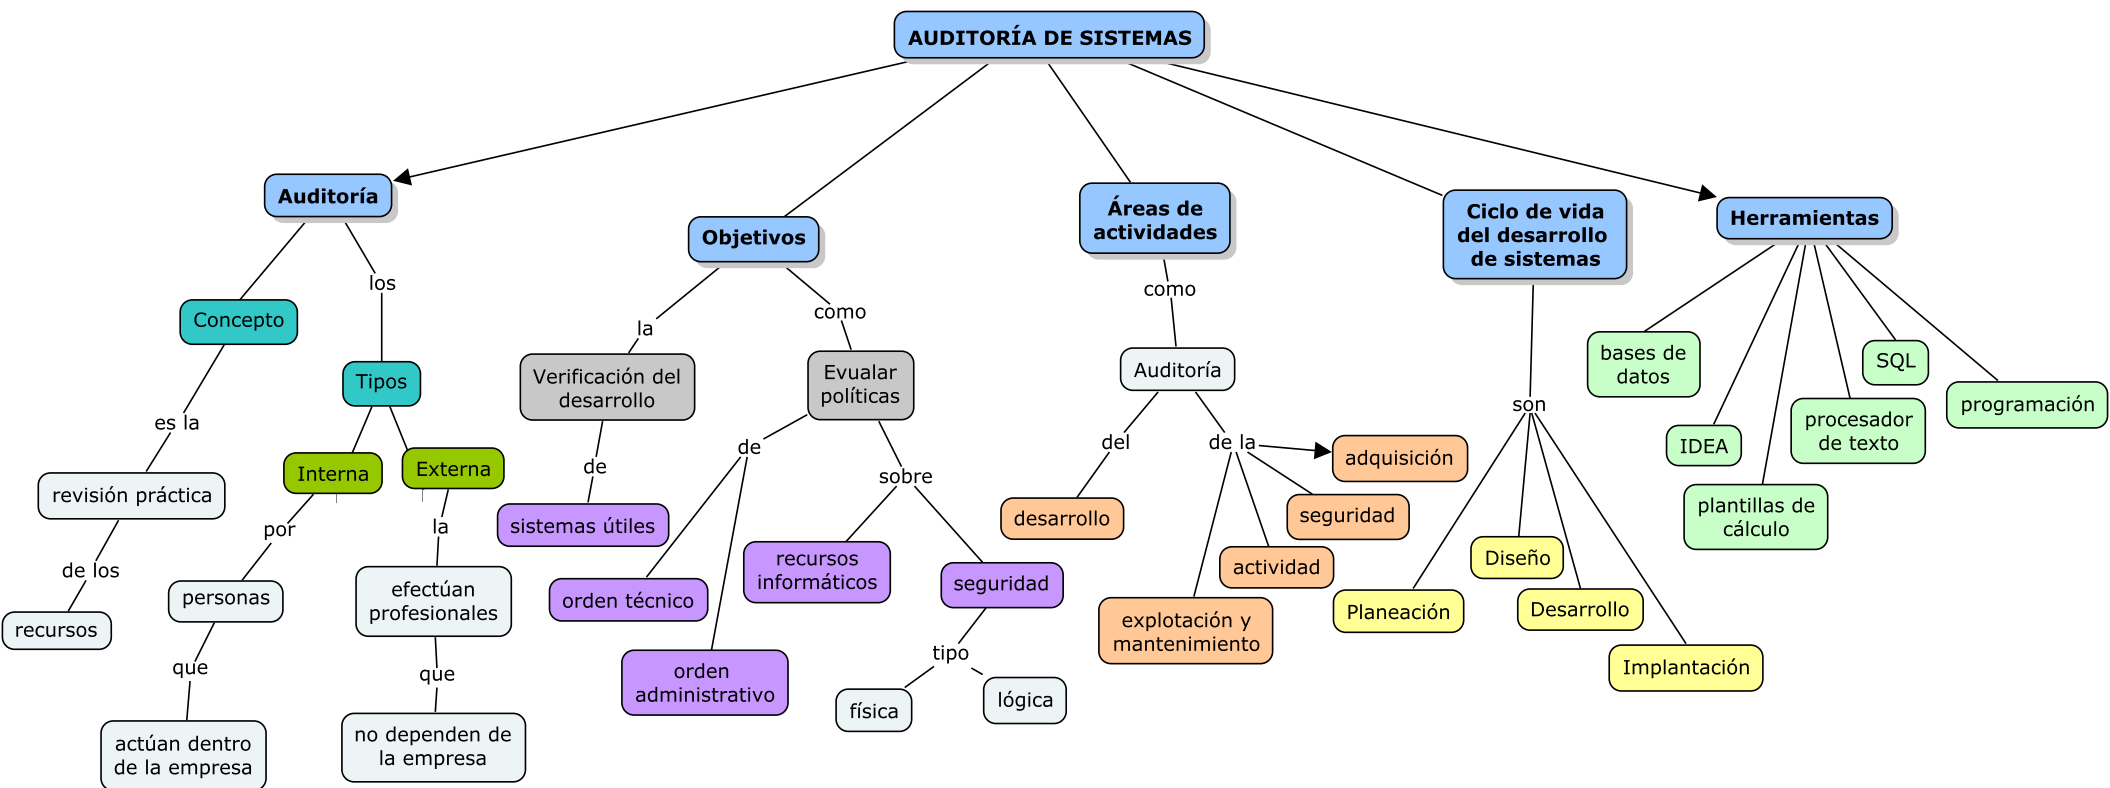 AUDITORÍA DE SISTEMAS
Auditoría
Objetivos
Áreas de
actividades
Ciclo de vida
del desarrollo
de sistemas
Herramientas
los
Concepto
Tipos
es la
revisión práctica
de los
recursos
Interna
Externa
por
personas
que
actúan dentro
de la empresa
la
efectúan
profesionales
que
no dependen de
la empresa
la
como
Verificación del
desarrollo
Evualar
políticas
de
sistemas útiles
de
orden técnico
orden
administrativo
sobre
recursos
informáticos
seguridad
tipo
física
lógica
como
Auditoría
del
de la
desarrollo
adquisición
seguridad
actividad
explotación y
mantenimiento
son
Planeación
Diseño
Desarrollo
Implantación
bases de
datos
IDEA
plantillas de
cálculo
procesador
de texto
SQL
programación